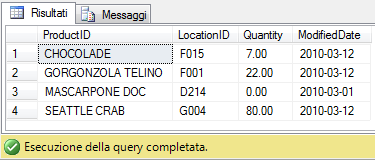 Risultati Messaggi
ProductID LocationID Quantity ModifiedDate
1 CHOCOLADE F015 7.00 2010-03-12
2 GORGONZOLA TELINO F001 22.00 2010-03-12
3 MASCARPONE DOC D214 0.00 2010-03-01
4 SEATTLE CRAB G004 80.00 2010-03-12
Esecuzione della query completata.